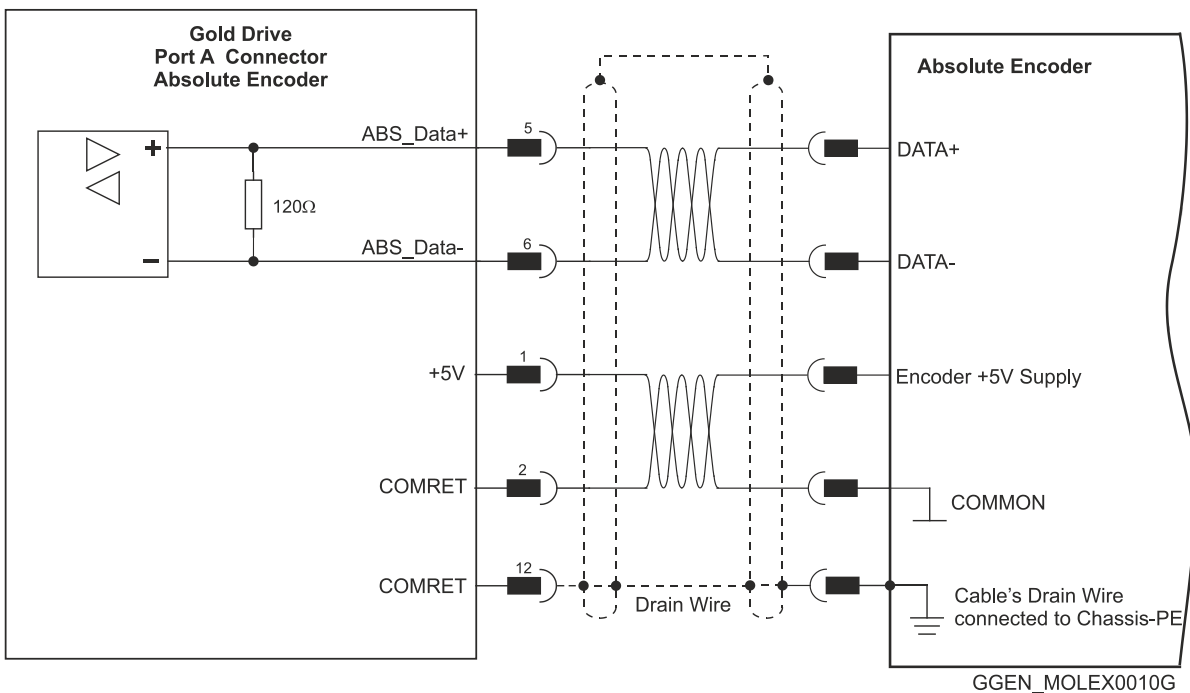 Gold Drive
Port A Connector
Absolute Encoder
Absolute Encoder
ABS_Data+
5
DATA+
+
120Ω
-
ABS_Data-
6
DATA-
+5V
1
Encoder +5V Supply
COMRET
2
COMMON
COMRET
12
Drain Wire
Cable's Drain Wire
connected to Chassis-PE
GGEN_MOLEX0010G